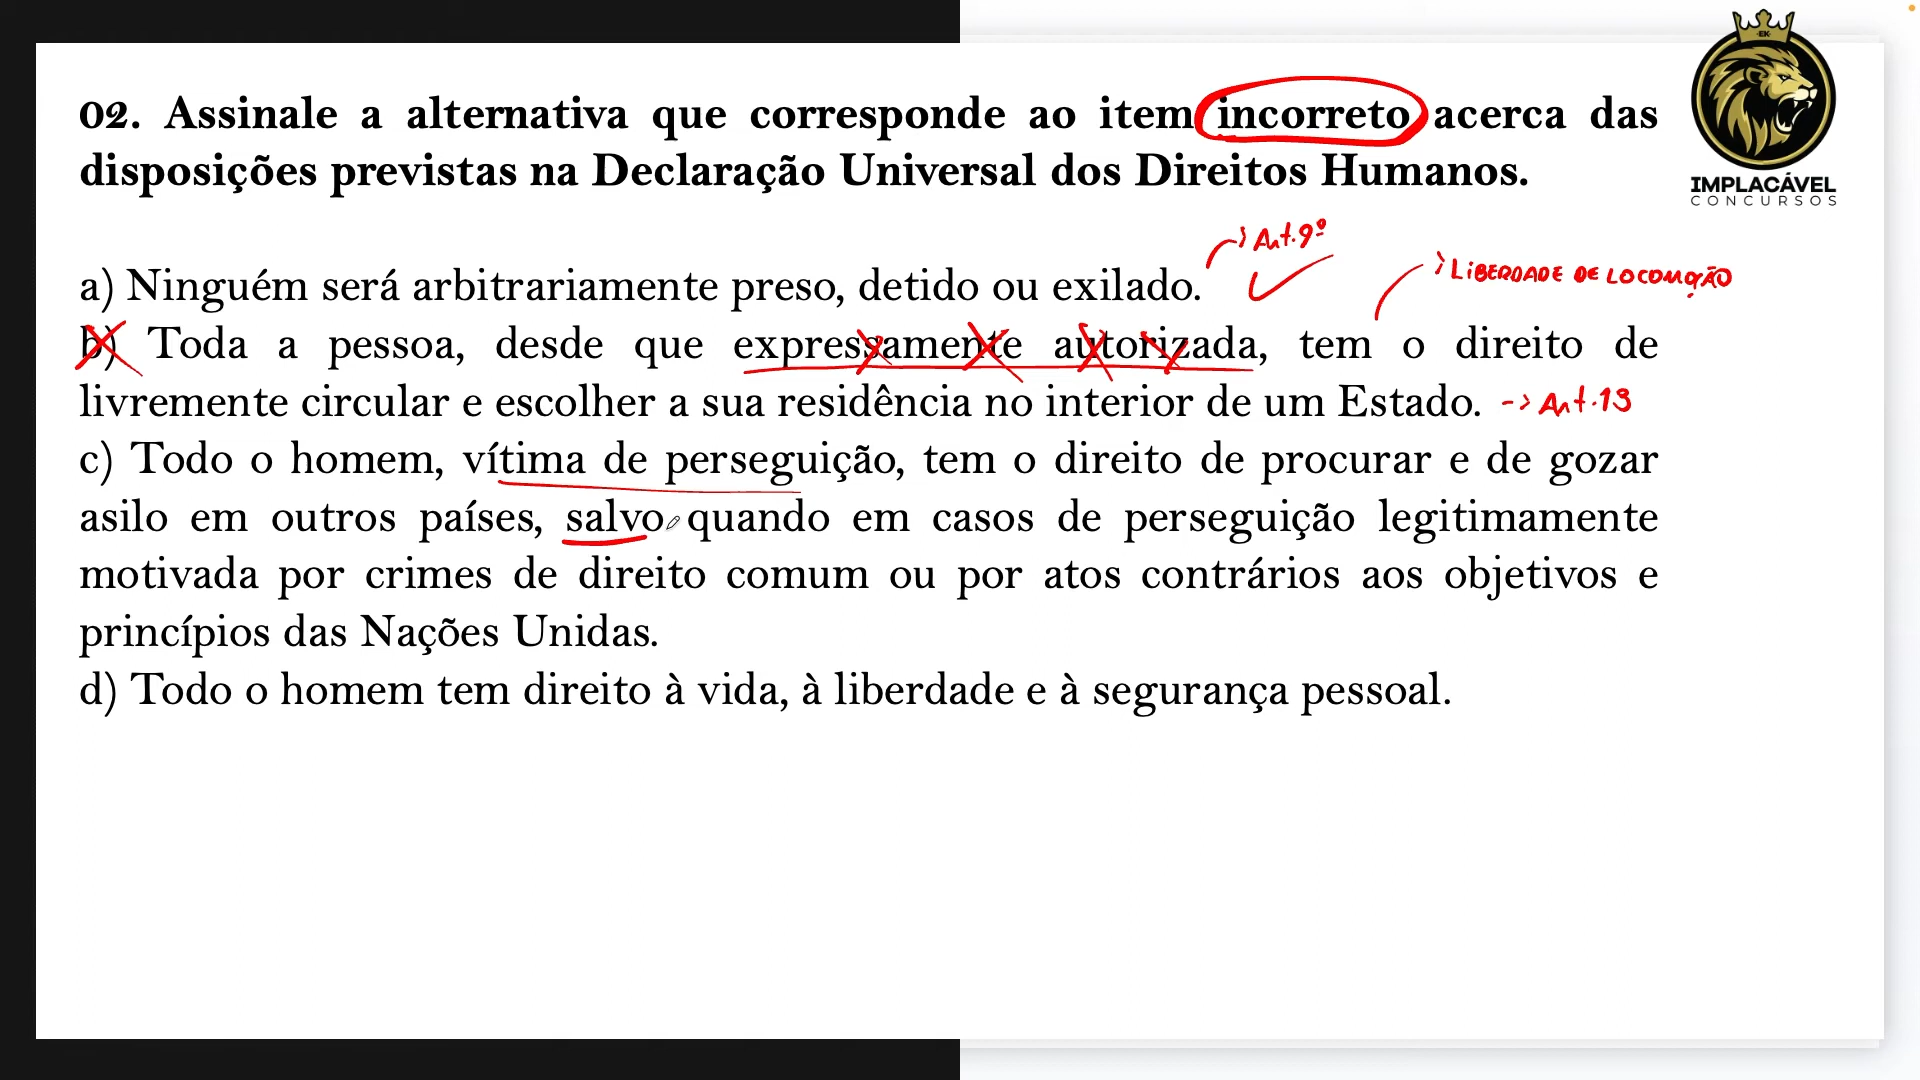 02. Assinale a alternativa que corresponde ao item incorreto acerca das
disposições previstas na Declaração Universal dos Direitos Humanos.
EK
IMPLACÁVEL
CONCURSOS
-> Art.9º
-> LIBERDADE DE LOCOMOÇÃO
a) Ninguém será arbitrariamente preso, detido ou exilado.
b) Toda a pessoa, desde que expressamente autorizada, tem o direito de
livremente circular e escolher a sua residência no interior de um Estado. -> Art.13
c) Todo o homem, vítima de perseguição, tem o direito de procurar e de gozar
asilo em outros países, salvo quando em casos de perseguição legitimamente
motivada por crimes de direito comum ou por atos contrários aos objetivos e
princípios das Nações Unidas.
d) Todo o homem tem direito à vida, à liberdade e à segurança pessoal.